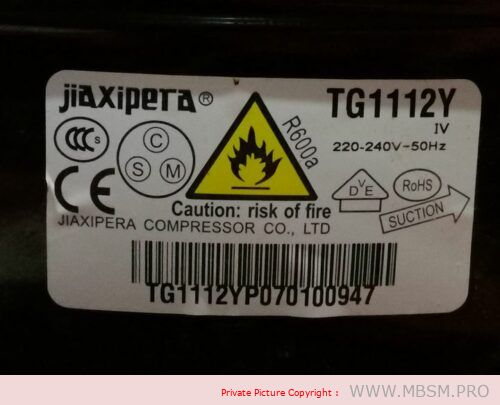 jiaxipera®
TG1112Y
IV
220-240V~50Hz
CCC S
C
S M
R600a
CE
DVE
RoHS
SUCTION
Caution: risk of fire
JIAXIPERA COMPRESSOR CO., LTD
TG1112YP070100947
Private Picture Copyright : WWW.MBSM.PRO